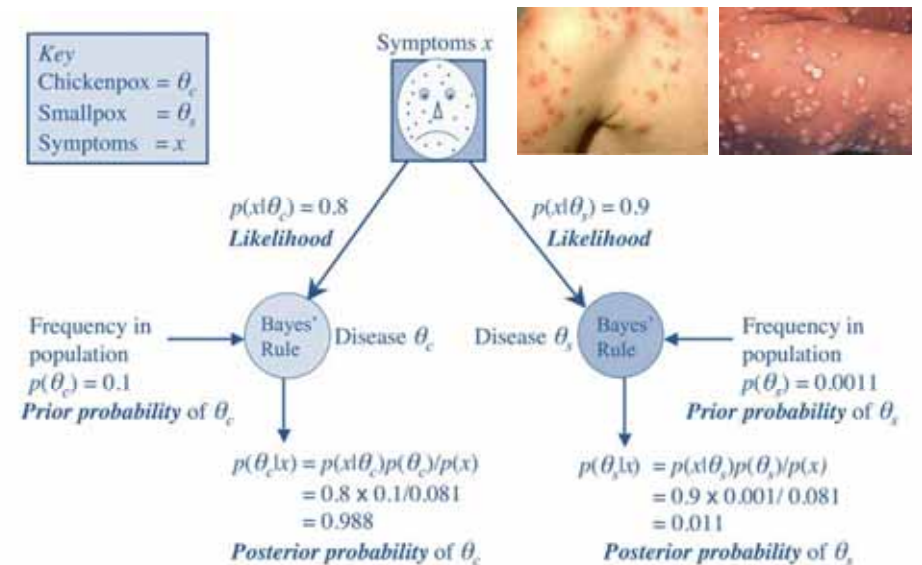 Key
Chickenpox = θc
Smallpox = θs
Symptoms = x
Symptoms x
p(x|θc) = 0.8
Likelihood
p(x|θs) = 0.9
Likelihood
Frequency in
population
p(θc) = 0.1
Prior probability of θc
Bayes'
Rule
Disease θc
Disease θs
Bayes'
Rule
Frequency in
population
p(θs) = 0.0011
Prior probability of θs
p(θc|x) = p(x|θc)p(θc)/p(x)
= 0.8 x 0.1/0.081
= 0.988
Posterior probability of θc
p(θs|x) = p(x|θs)p(θs)/p(x)
= 0.9 x 0.001/ 0.081
= 0.011
Posterior probability of θs